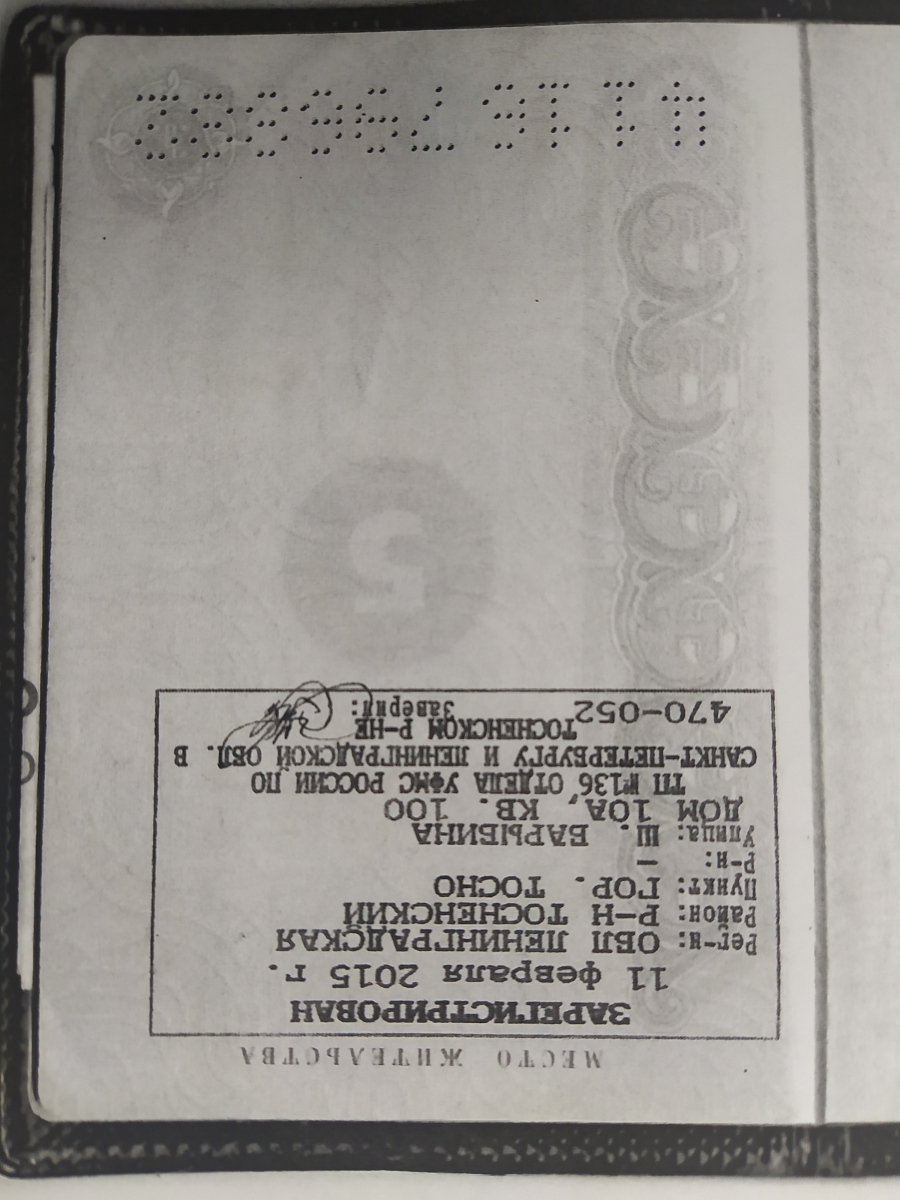 МЕСТО ЖИТЕЛЬСТВА
ЗАРЕГИСТРИРОВАН
11 февраля 2015 г.
Рег-н: ОБЛ ЛЕНИНГРАДСКАЯ
Район: Р-Н ТОСНЕНСКИЙ
Пункт: ГОР. ТОСНО
Р-н: –
Улица: Ш. БАРЫБИНА
ДОМ 10А, КВ. 100
ТП №136 ОТДЕЛА УФМС РОССИИ ПО
САНКТ-ПЕТЕРБУРГУ И ЛЕНИНГРАДСКОЙ ОБЛ. В
ТОСНЕНСКОМ Р-НЕ
470-052 Заверил:
5